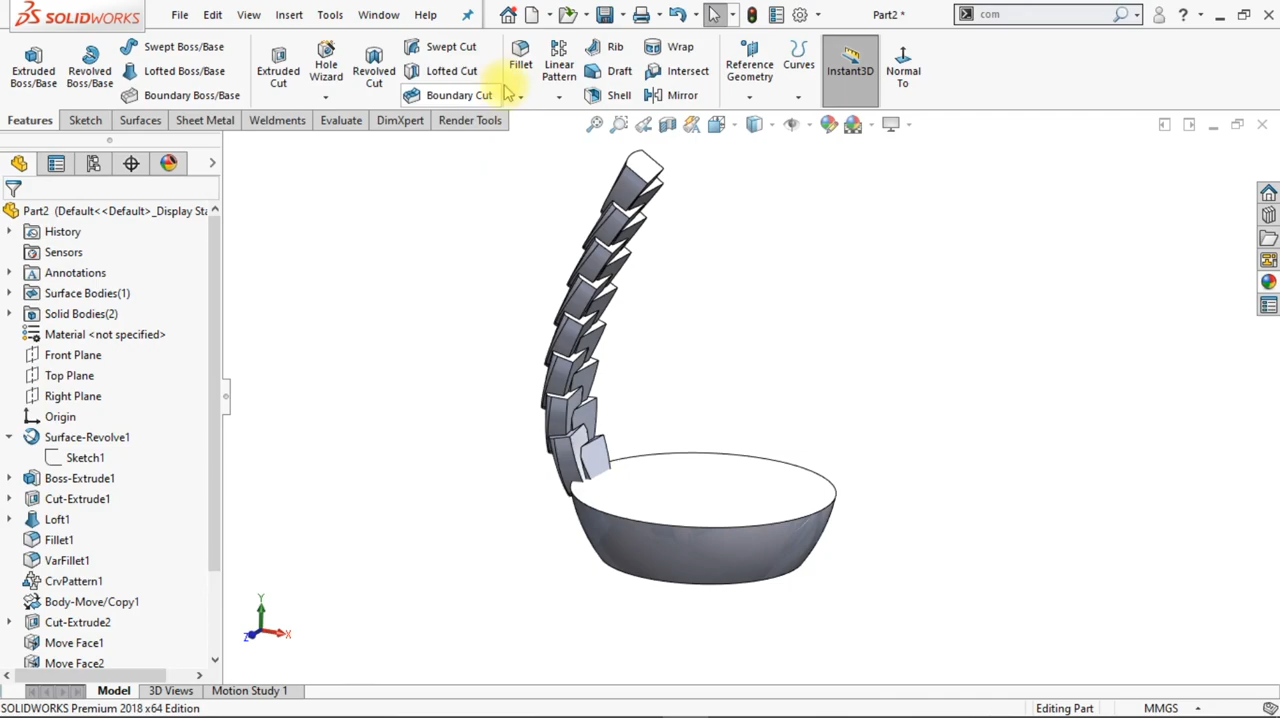 SOLIDWORKS File Edit View Insert Tools Window Help Part2 * com ?
Extruded Boss/Base
Revolved Boss/Base
Swept Boss/Base
Lofted Boss/Base
Boundary Boss/Base
Extruded Cut
Hole Wizard
Revolved Cut
Swept Cut
Lofted Cut
Boundary Cut
Fillet
Linear Pattern
Rib
Draft
Shell
Wrap
Intersect
Mirror
Reference Geometry
Curves
Instant3D
Normal To
Features Sketch Surfaces Sheet Metal Weldments Evaluate DimXpert Render Tools
Part2 (Default<<Default>_Display Sta
History
Sensors
Annotations
Surface Bodies(1)
Solid Bodies(2)
Material <not specified>
Front Plane
Top Plane
Right Plane
Origin
Surface-Revolve1
Sketch1
Boss-Extrude1
Cut-Extrude1
Loft1
Fillet1
VarFillet1
CrvPattern1
Body-Move/Copy1
Cut-Extrude2
Move Face1
Move Face2
Y
Z X
Model 3D Views Motion Study 1
SOLIDWORKS Premium 2018 x64 Edition Editing Part MMGS